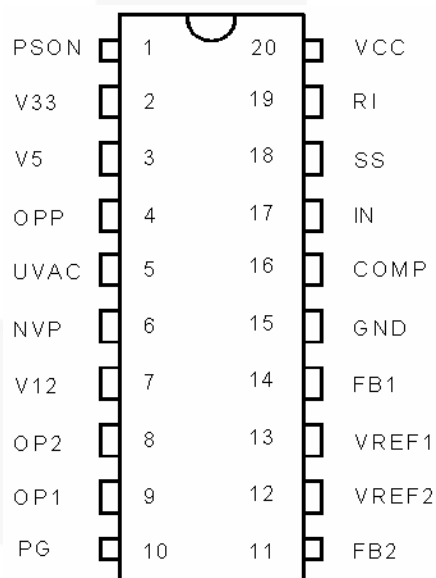 PSON 1 20 VCC
V33 2 19 RI
V5 3 18 SS
OPP 4 17 IN
UVAC 5 16 COMP
NVP 6 15 GND
V12 7 14 FB1
OP2 8 13 VREF1
OP1 9 12 VREF2
PG 10 11 FB2